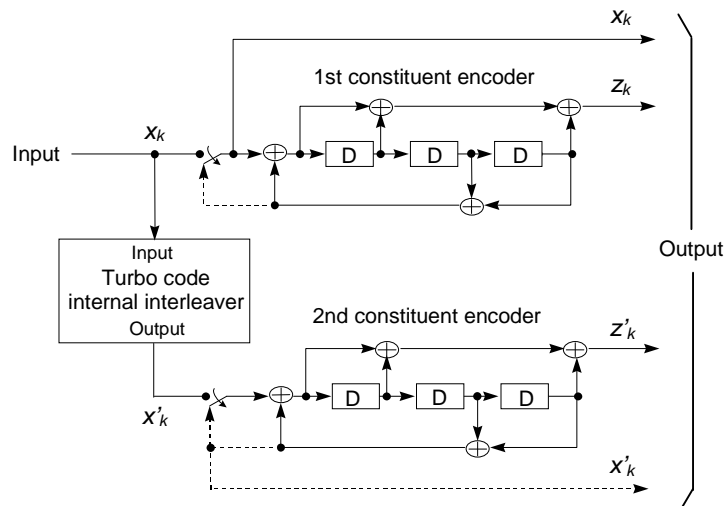 x_k
1st constituent encoder
z_k
x_k
Input
D D D
Output
Input
Turbo code
internal interleaver
Output
2nd constituent encoder
z'_k
D D D
x'_k
x'_k